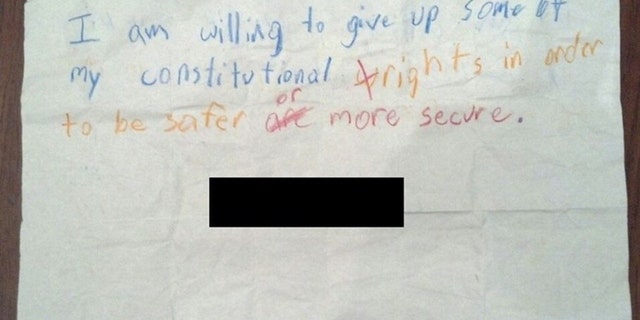 I am willing to give up some of
my constitutional rights in order
to be safer or more secure.